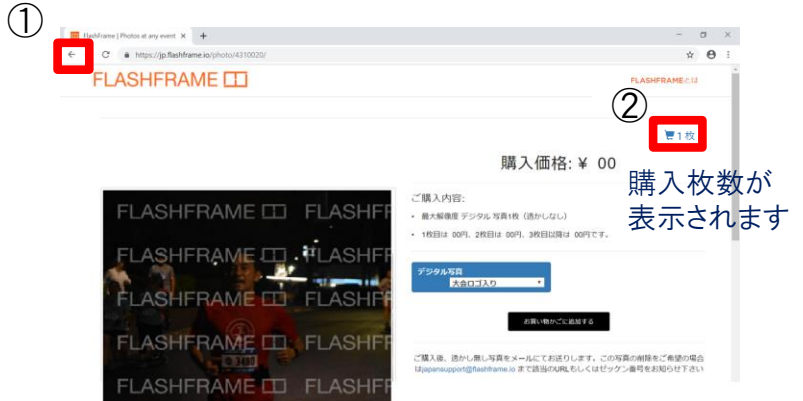 ①
FlashFrame | Photos at any event
https://jp.flashframe.io/photo/4310020/
FLASHFRAME
FLASHFRAMEとは
②
1 枚
購入価格: ¥ 00
購入枚数が
表示されます
ご購入内容:
・ 最大解像度 デジタル 写真1枚（透かしなし）
・ 1枚目は 00円、2枚目は 00円、3枚目以降は 00円です。
デジタル写真
大会ロゴ入り
お買い物かごに追加する
ご購入後、透かし無し写真をメールにてお送りします。この写真の削除をご希望の場合
はjapansupport@flashframe.io まで該当のURLもしくはゼッケン番号をお知らせ下さい
FLASHFRAME FLASHFF
FLASHFRAME FLASHFF
FLASHFRAME FLASHFF
FLASHFRAME FLASHFF
3480
FLASHFRAME FLASHFF